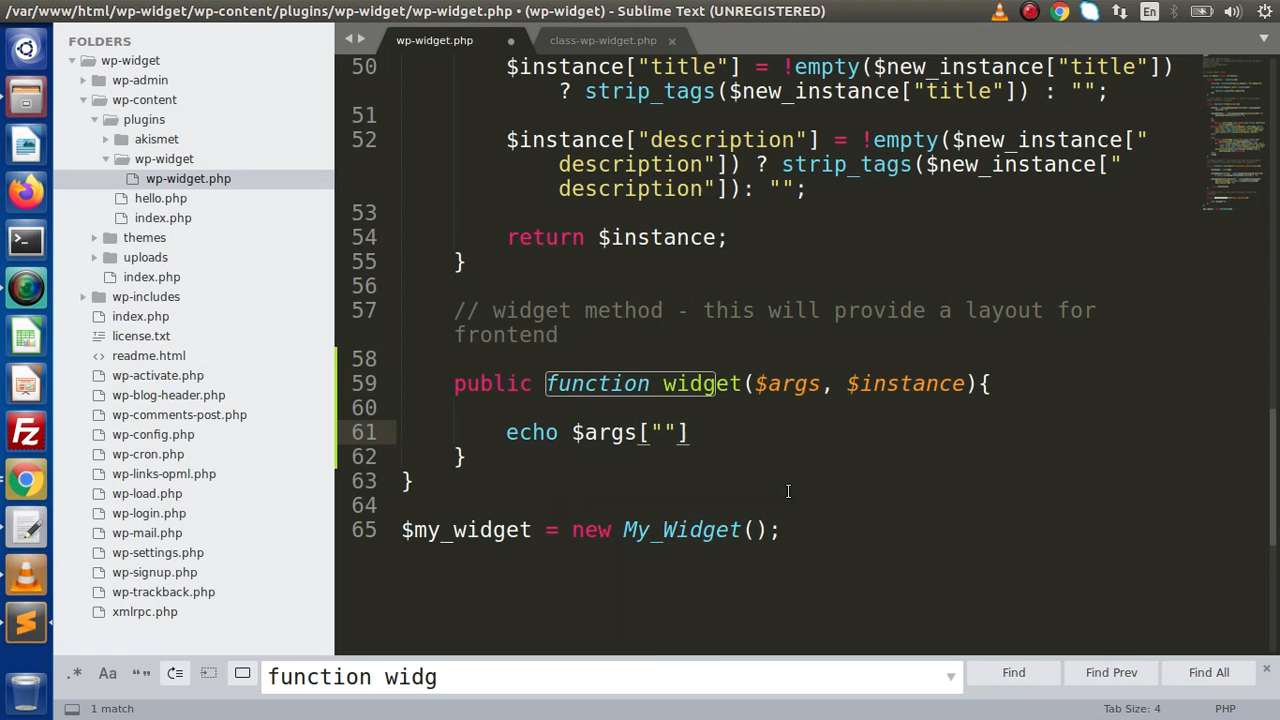 /var/www/html/wp-widget/wp-content/plugins/wp-widget/wp-widget.php • (wp-widget) - Sublime Text (UNREGISTERED)
En
FOLDERS
wp-widget
wp-admin
wp-content
plugins
akismet
wp-widget
wp-widget.php
hello.php
index.php
themes
uploads
index.php
wp-includes
index.php
license.txt
readme.html
wp-activate.php
wp-blog-header.php
wp-comments-post.php
wp-config.php
wp-cron.php
wp-links-opml.php
wp-load.php
wp-login.php
wp-mail.php
wp-settings.php
wp-signup.php
wp-trackback.php
xmlrpc.php
wp-widget.php
class-wp-widget.php
50 $instance["title"] = !empty($new_instance["title"])
? strip_tags($new_instance["title"]) : "";
51
52 $instance["description"] = !empty($new_instance["
description"]) ? strip_tags($new_instance["
description"]): "";
53
54 return $instance;
55 }
56
57 // widget method - this will provide a layout for
frontend
58
59 public function widget($args, $instance){
60
61 echo $args[""]
62 }
63 }
64
65 $my_widget = new My_Widget();
.* Aa “” function widg Find Find Prev Find All
1 match Tab Size: 4 PHP